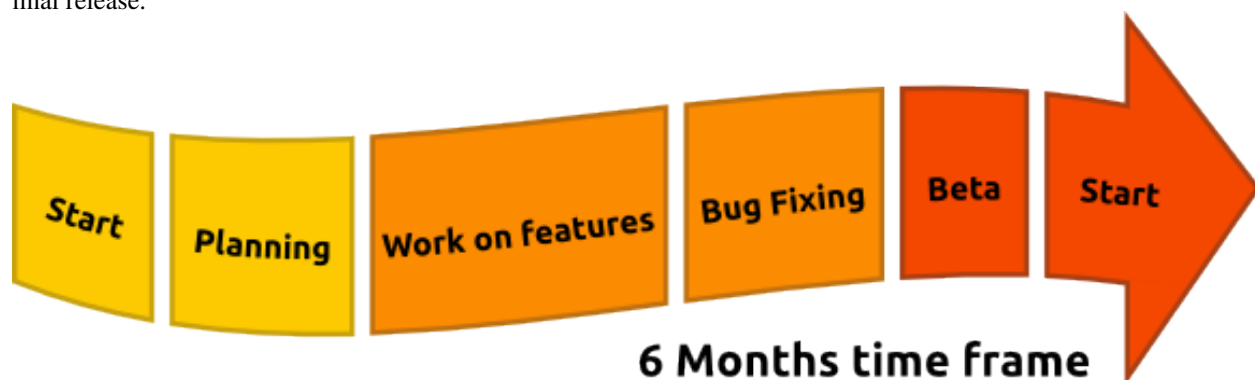 final release.
Start
Planning
Work on features
Bug Fixing
Beta
Start
6 Months time frame